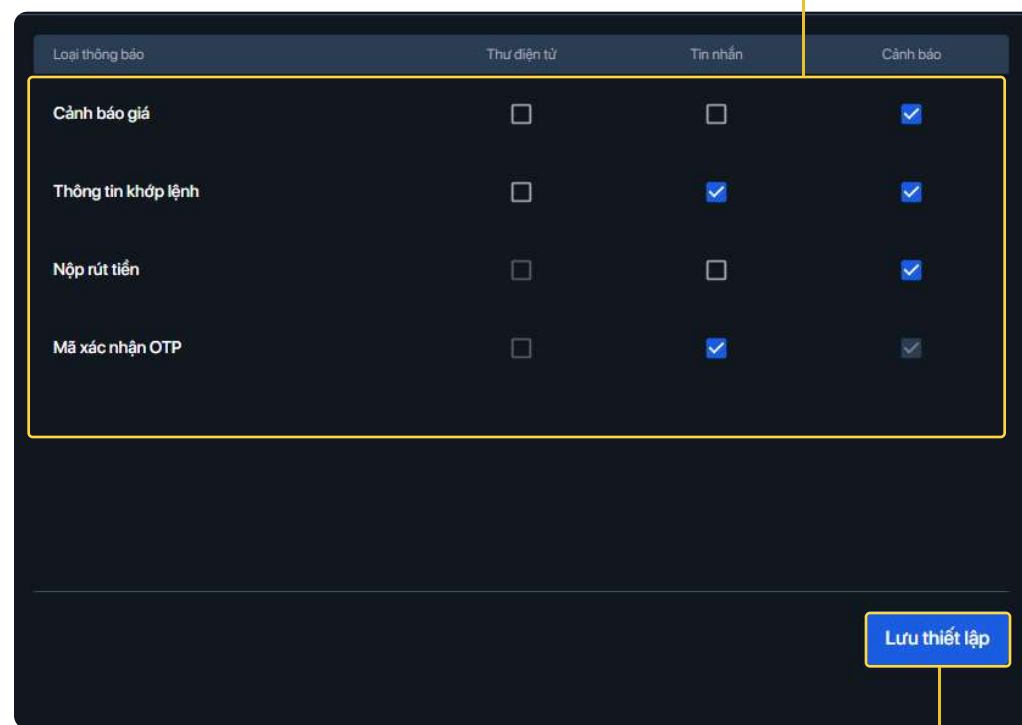 Loại thông báo Thư điện tử Tin nhắn Cảnh báo
Cảnh báo giá
Thông tin khớp lệnh
Nộp rút tiền
Mã xác nhận OTP
Lưu thiết lập